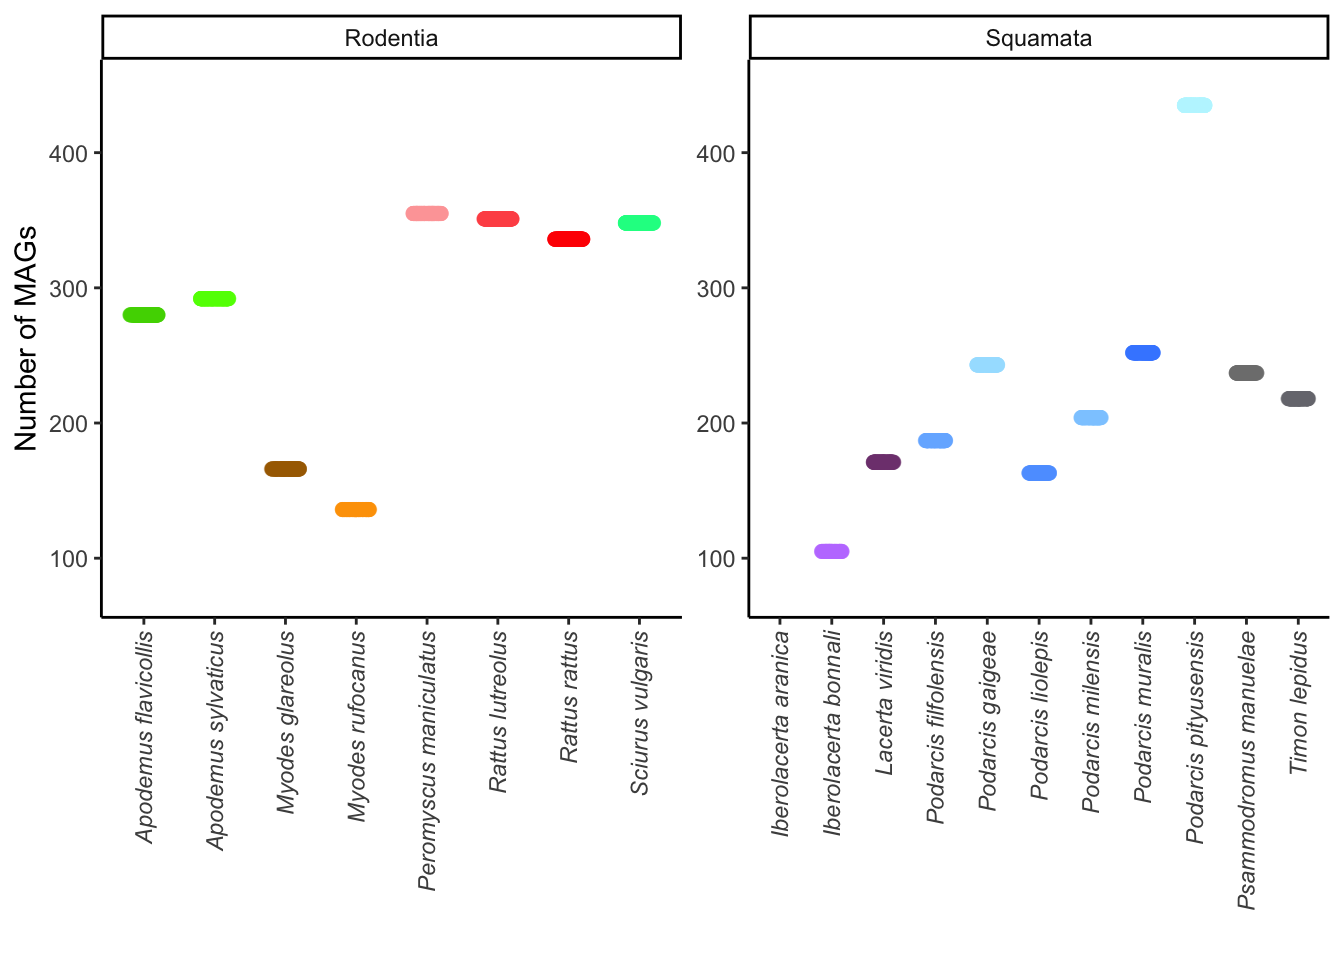 Rodentia
Squamata
Number of MAGs
400
300
200
100
400
300
200
100
Apodemus flavicollis
Apodemus sylvaticus
Myodes glareolus
Myodes rufocanus
Peromyscus maniculatus
Rattus lutreolus
Rattus rattus
Sciurus vulgaris
Iberolacerta aranica
Iberolacerta bonnali
Lacerta viridis
Podarcis filfolensis
Podarcis gaigeae
Podarcis liolepis
Podarcis milensis
Podarcis muralis
Podarcis pityusensis
Psammodromus manuelae
Timon lepidus